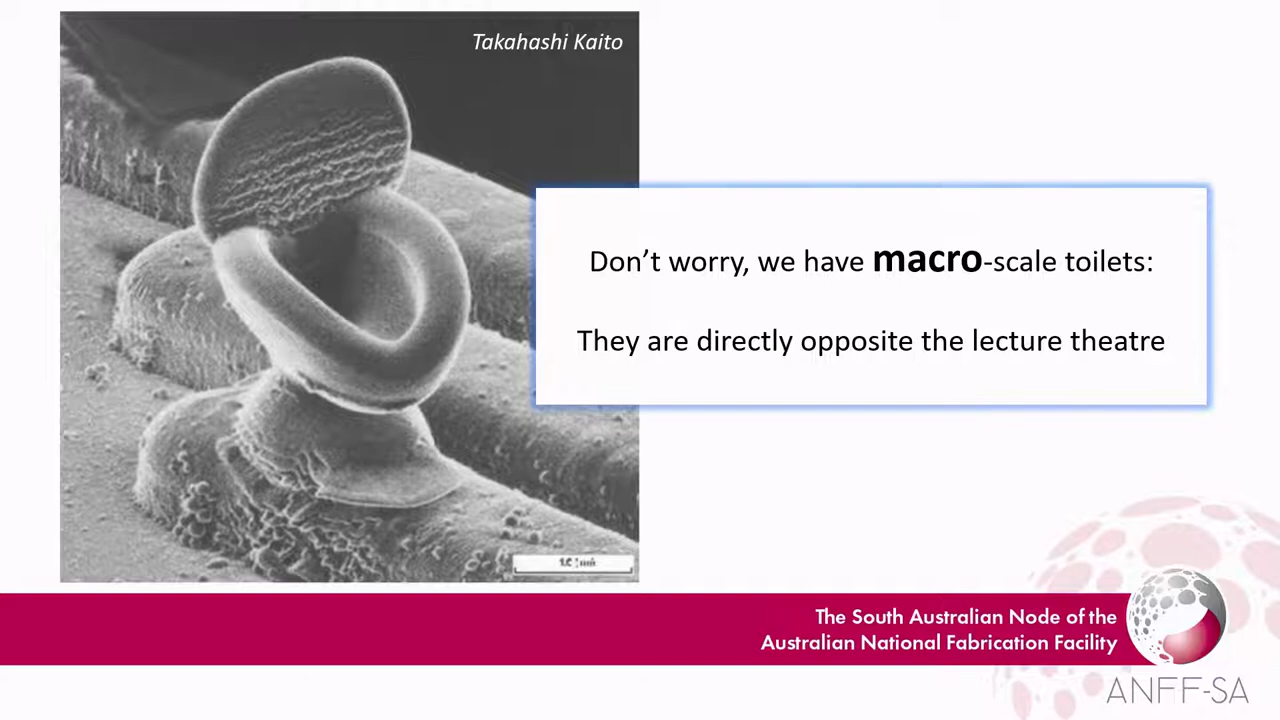 Takahashi Kaito
Don’t worry, we have macro-scale toilets:
They are directly opposite the lecture theatre
The South Australian Node of the
Australian National Fabrication Facility
ANFF-SA